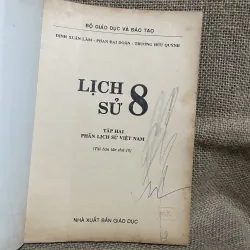 BỘ GIÁO DỤC VÀ ĐÀO TẠO
ĐINH XUÂN LÂM - PHAN ĐẠI DOÃN - TRƯƠNG HỮU QUÝNH
LỊCH
SỬ 8
TẬP HAI
PHẦN LỊCH SỬ VIỆT NAM
NHÀ XUẤT BẢN GIÁO DỤC